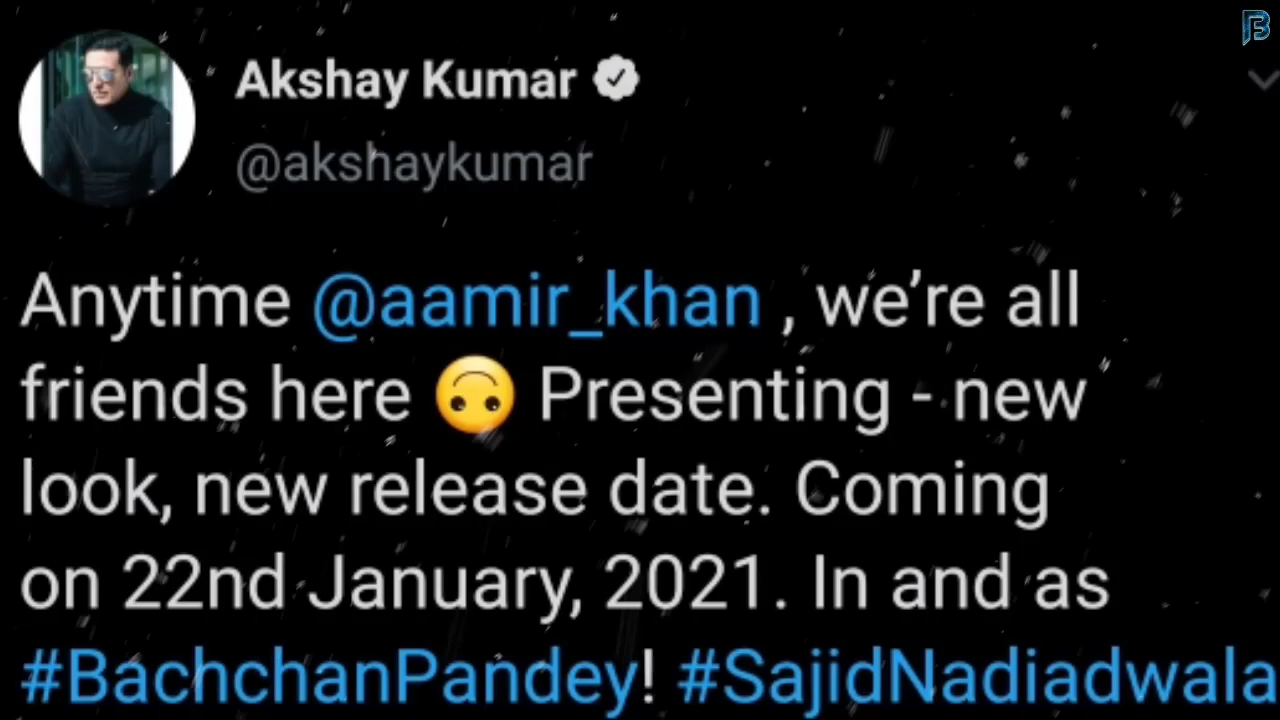 Akshay Kumar
@akshaykumar
Anytime @aamir_khan , we’re all
friends here 🙃 Presenting - new
look, new release date. Coming
on 22nd January, 2021. In and as
#BachchanPandey! #SajidNadiadwala